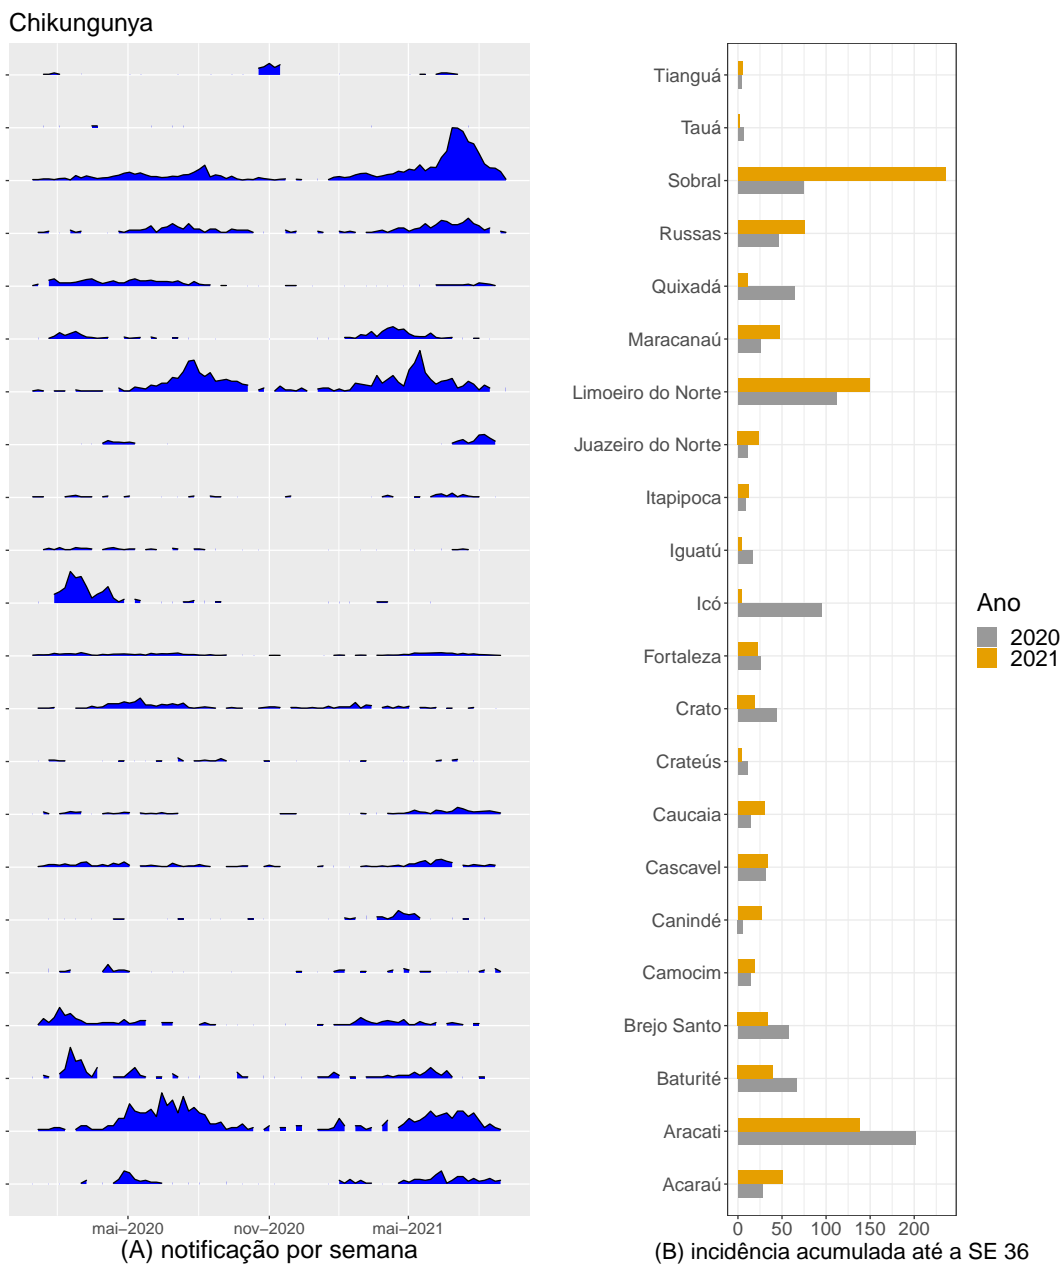 Chikungunya
Tianguá
Tauá
Sobral
Russas
Quixadá
Maracanaú
Limoeiro do Norte
Juazeiro do Norte
Itapipoca
Iguatú
Icó
Fortaleza
Crato
Crateús
Caucaia
Cascavel
Canindé
Camocim
Brejo Santo
Baturité
Aracati
Acaraú
Ano
2020
2021
mai–2020 nov–2020 mai–2021
0 50 100 150 200
(A) notificação por semana
(B) incidência acumulada até a SE 36